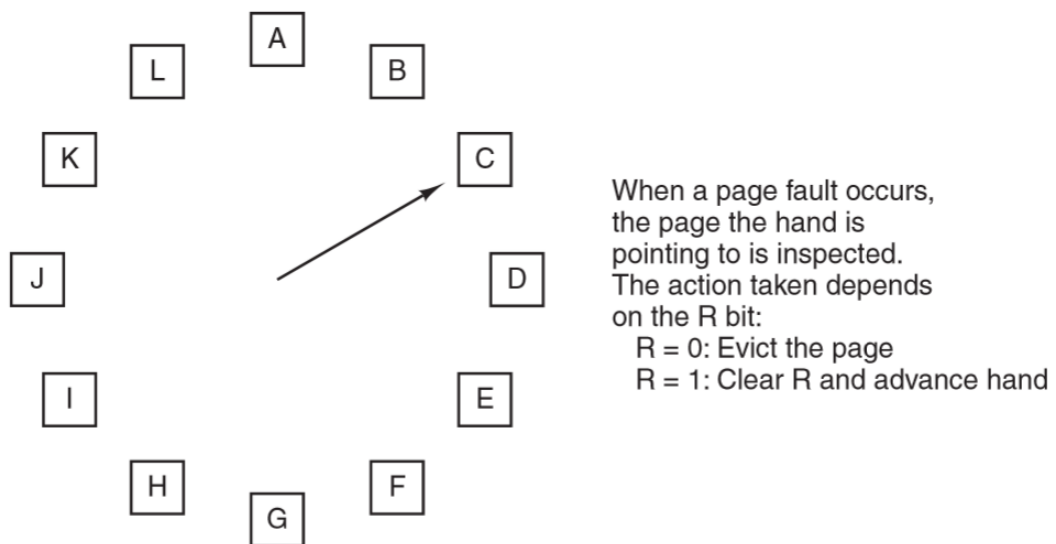 A
L
B
K
C
J
D
I
E
H
F
G
When a page fault occurs,
the page the hand is
pointing to is inspected.
The action taken depends
on the R bit:
R = 0: Evict the page
R = 1: Clear R and advance hand